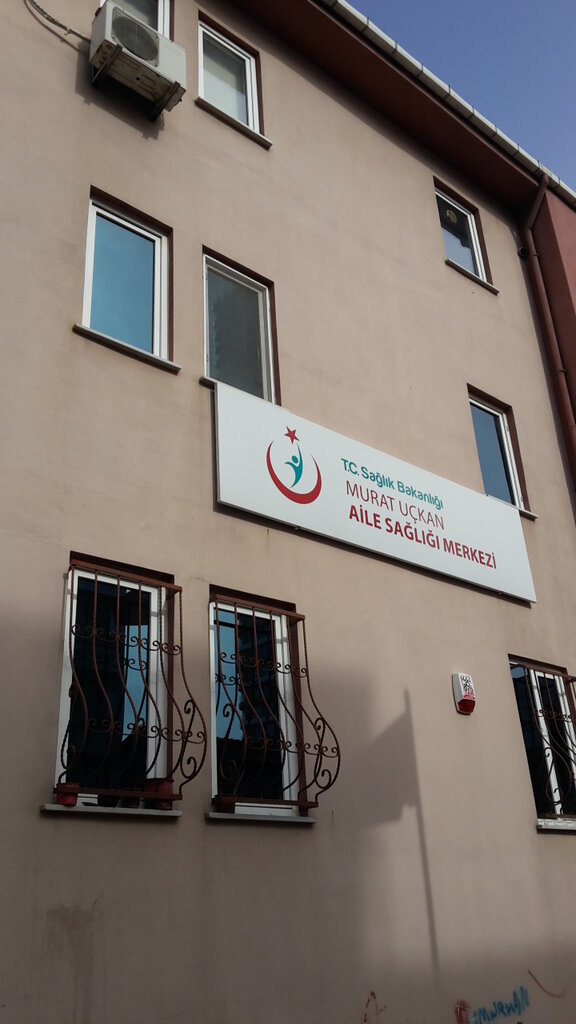 T.C. Sağlık Bakanlığı
MURAT UÇKAN
AİLE SAĞLIĞI MERKEZİ